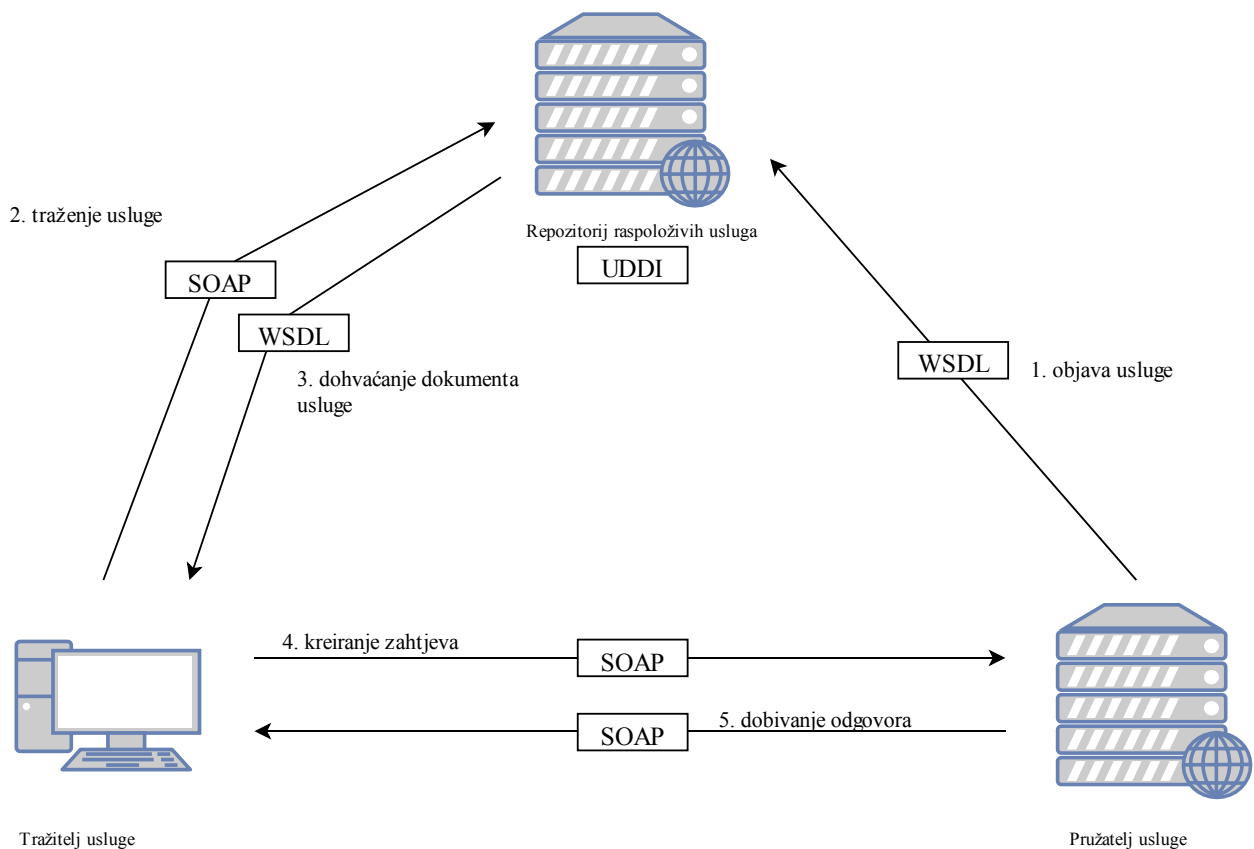 2. traženje usluge
Repozitorij raspoloživih usluga
UDDI
SOAP
WSDL
3. dohvaćanje dokumenta
usluge
WSDL
1. objava usluge
4. kreiranje zahtjeva
SOAP
5. dobivanje odgovora
SOAP
Tražitelj usluge
Pružatelj usluge